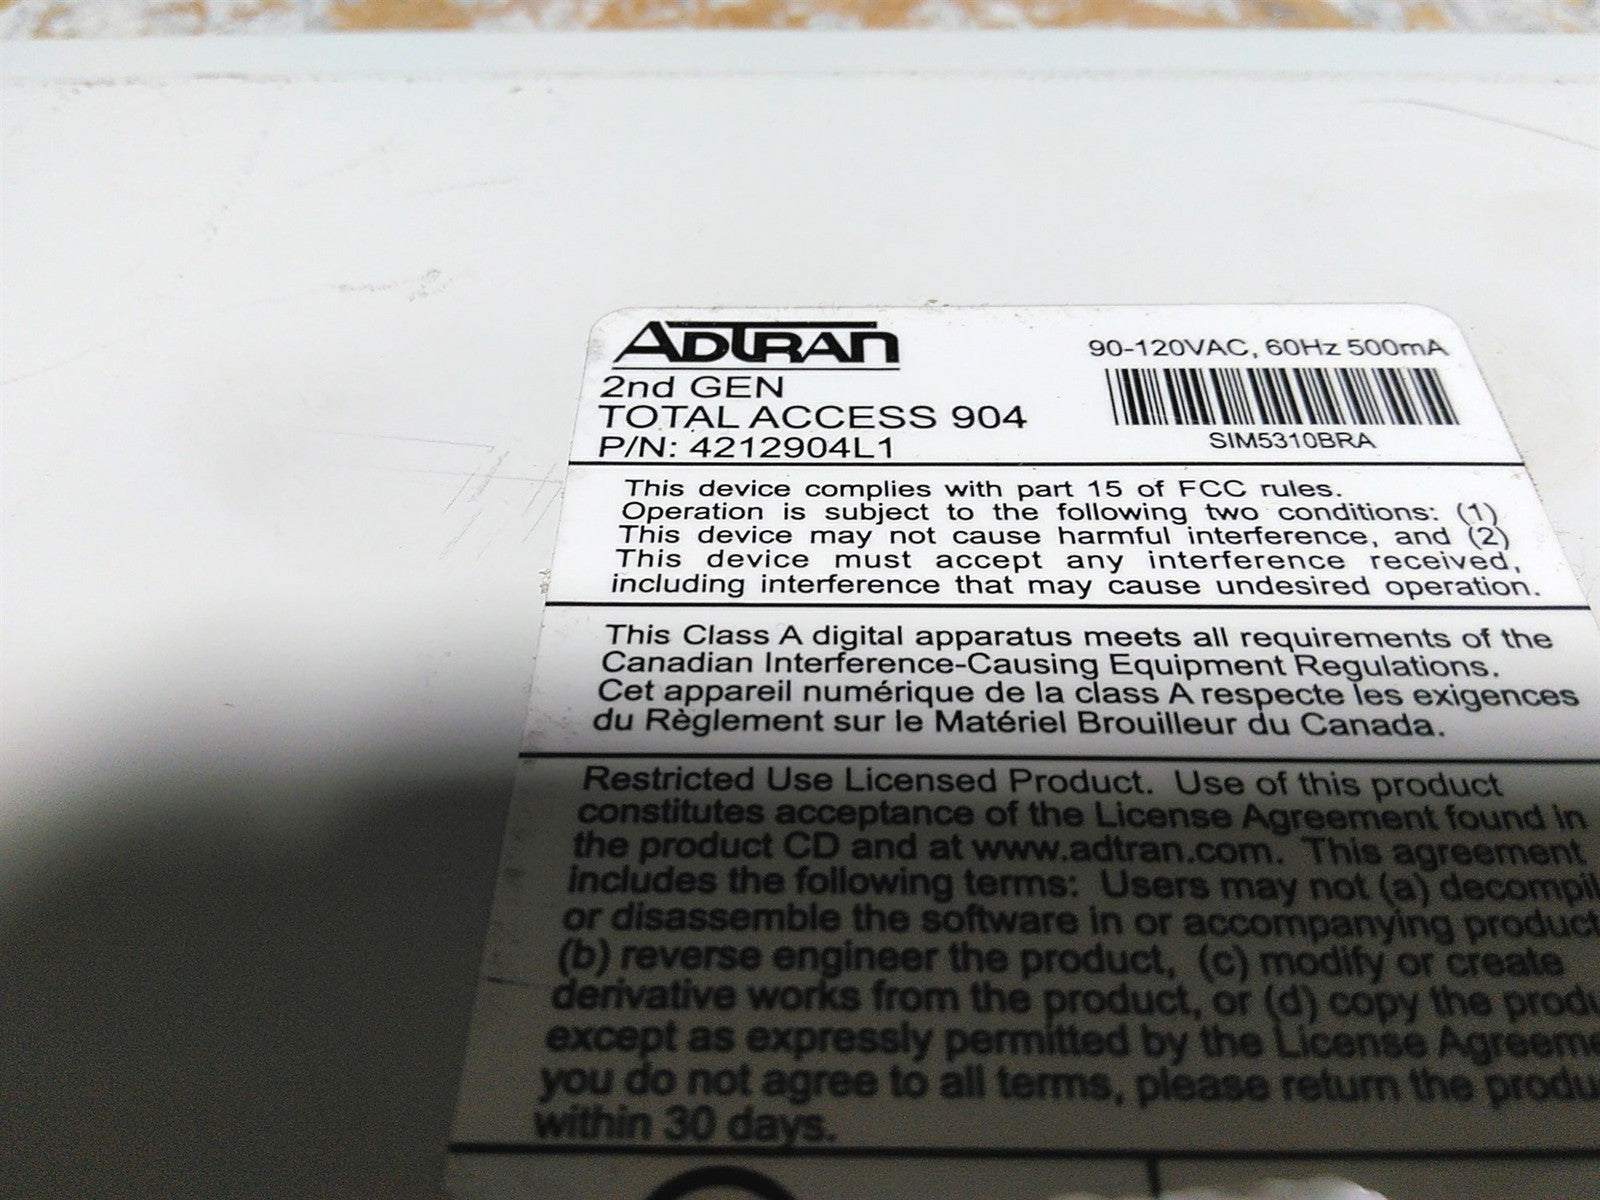 ADTRAN
90-120VAC, 60Hz 500mA
2nd GEN
TOTAL ACCESS 904
P/N: 4212904L1
SIM5310BRA
This device complies with part 15 of FCC rules.
Operation is subject to the following two conditions: (1)
This device may not cause harmful interference, and (2)
This device must accept any interference received,
including interference that may cause undesired operation.
This Class A digital apparatus meets all requirements of the
Canadian Interference-Causing Equipment Regulations.
Cet appareil numérique de la class A respecte les exigences
du Règlement sur le Matériel Brouilleur du Canada.
Restricted Use Licensed Product. Use of this product
constitutes acceptance of the License Agreement found in
the product CD and at www.adtran.com. This agreement
includes the following terms: Users may not (a) decompil
or disassemble the software in or accompanying product
(b) reverse engineer the product, (c) modify or create
derivative works from the product, or (d) copy the produ
except as expressly permitted by the License Agreeme
you do not agree to all terms, please return the produ
within 30 days.